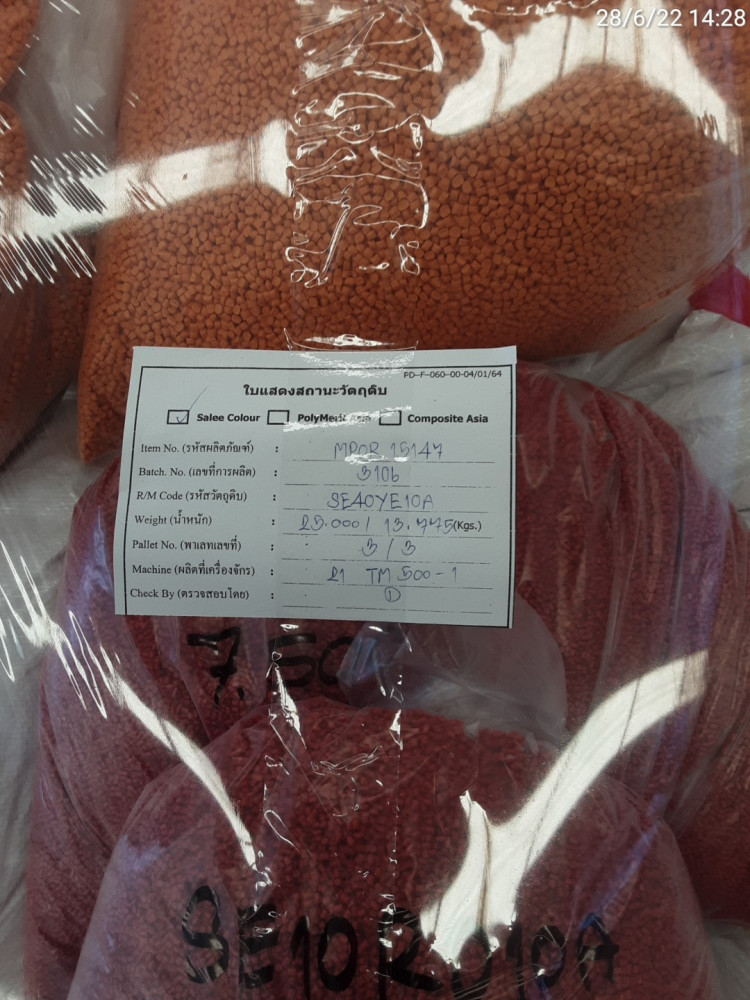 28/6/22 14:28
PD-F-060-00-04/01/64
ใบแสดงสถานะวัตถุดิบ
Salee Colour PolyMerit Asia Composite Asia
Item No. (รหัสผลิตภัณฑ์) : MPOR 15147
Batch. No. (เลขที่การผลิต) : 310b
R/M Code (รหัสวัตถุดิบ) : SE40YE10A
Weight (น้ำหนัก) : 25.000 / 13.775 (Kgs.)
Pallet No. (พาเลทเลขที่) : 3 / 3
Machine (ผลิตที่เครื่องจักร) : 21 TM 500-1
Check By (ตรวจสอบโดย) : 1
SE10RD10A